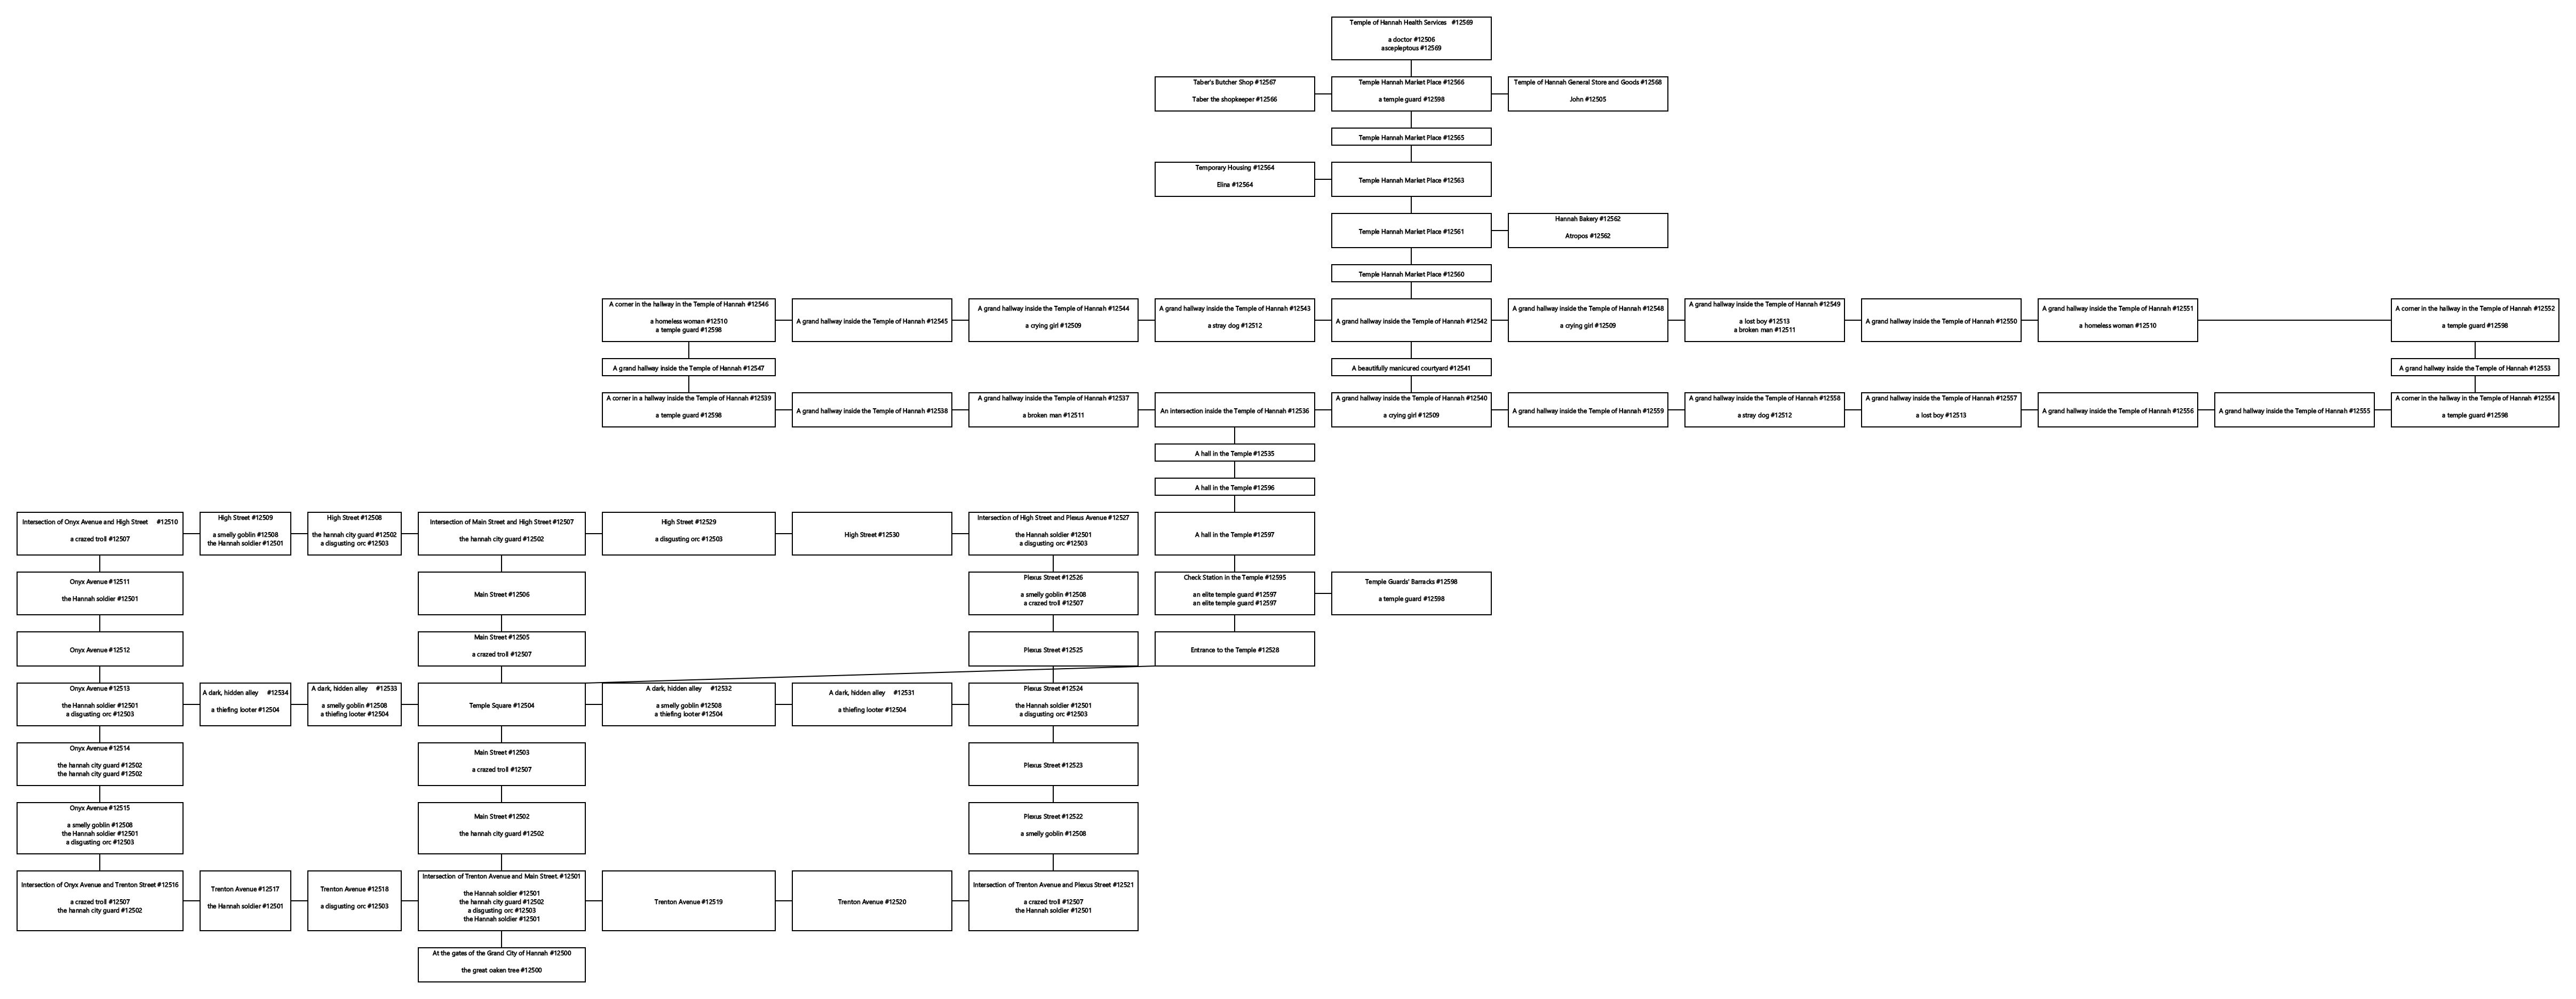 Temple of Hannah Health Services #12569
a doctor #12506
ascepleptous #12569
Taber's Butcher Shop #12567
Taber the shopkeeper #12566
Temple Hannah Market Place #12566
a temple guard #12598
Temple of Hannah General Store and Goods #12568
John #12505
Temple Hannah Market Place #12565
Temporary Housing #12564
Elina #12564
Temple Hannah Market Place #12563
Temple Hannah Market Place #12561
Hannah Bakery #12562
Atropos #12562
Temple Hannah Market Place #12560
A corner in the hallway in the Temple of Hannah #12546
a homeless woman #12510
a temple guard #12598
A grand hallway inside the Temple of Hannah #12545
A grand hallway inside the Temple of Hannah #12544
a crying girl #12509
A grand hallway inside the Temple of Hannah #12543
a stray dog #12512
A grand hallway inside the Temple of Hannah #12542
A grand hallway inside the Temple of Hannah #12548
a crying girl #12509
A grand hallway inside the Temple of Hannah #12549
a lost boy #12513
a broken man #12511
A grand hallway inside the Temple of Hannah #12550
A grand hallway inside the Temple of Hannah #12551
a homeless woman #12510
A corner in the hallway in the Temple of Hannah #12552
a temple guard #12598
A grand hallway inside the Temple of Hannah #12547
A beautifully manicured courtyard #12541
A grand hallway inside the Temple of Hannah #12553
A corner in a hallway inside the Temple of Hannah #12539
a temple guard #12598
A grand hallway inside the Temple of Hannah #12538
A grand hallway inside the Temple of Hannah #12537
a broken man #12511
An intersection inside the Temple of Hannah #12536
A grand hallway inside the Temple of Hannah #12540
a crying girl #12509
A grand hallway inside the Temple of Hannah #12559
A grand hallway inside the Temple of Hannah #12558
a stray dog #12512
A grand hallway inside the Temple of Hannah #12557
a lost boy #12513
A grand hallway inside the Temple of Hannah #12556
A grand hallway inside the Temple of Hannah #12555
A corner in the hallway in the Temple of Hannah #12554
a temple guard #12598
A hall in the Temple #12535
A hall in the Temple #12596
Intersection of Onyx Avenue and High Street #12510
a crazed troll #12507
High Street #12509
a smelly goblin #12508
the Hannah soldier #12501
High Street #12508
the hannah city guard #12502
a disgusting orc #12503
Intersection of Main Street and High Street #12507
the hannah city guard #12502
High Street #12529
a disgusting orc #12503
High Street #12530
Intersection of High Street and Plexus Avenue #12527
the Hannah soldier #12501
a disgusting orc #12503
A hall in the Temple #12597
Onyx Avenue #12511
the Hannah soldier #12501
Main Street #12506
Plexus Street #12526
a smelly goblin #12508
a crazed troll #12507
Check Station in the Temple #12595
an elite temple guard #12597
an elite temple guard #12597
Temple Guards' Barracks #12598
a temple guard #12598
Onyx Avenue #12512
Main Street #12505
a crazed troll #12507
Plexus Street #12525
Entrance to the Temple #12528
Onyx Avenue #12513
the Hannah soldier #12501
a disgusting orc #12503
A dark, hidden alley #12534
a thiefing looter #12504
A dark, hidden alley #12533
a smelly goblin #12508
a thiefing looter #12504
Temple Square #12504
A dark, hidden alley #12532
a smelly goblin #12508
a thiefing looter #12504
A dark, hidden alley #12531
a thiefing looter #12504
Plexus Street #12524
the Hannah soldier #12501
a disgusting orc #12503
Onyx Avenue #12514
the hannah city guard #12502
the hannah city guard #12502
Main Street #12503
a crazed troll #12507
Plexus Street #12523
Onyx Avenue #12515
a smelly goblin #12508
the Hannah soldier #12501
a disgusting orc #12503
Main Street #12502
the hannah city guard #12502
Plexus Street #12522
a smelly goblin #12508
Intersection of Onyx Avenue and Trenton Street #12516
a crazed troll #12507
the hannah city guard #12502
Trenton Avenue #12517
the Hannah soldier #12501
Trenton Avenue #12518
a disgusting orc #12503
Intersection of Trenton Avenue and Main Street. #12501
the Hannah soldier #12501
the hannah city guard #12502
a disgusting orc #12503
the Hannah soldier #12501
Trenton Avenue #12519
Trenton Avenue #12520
Intersection of Trenton Avenue and Plexus Street #12521
a crazed troll #12507
the Hannah soldier #12501
At the gates of the Grand City of Hannah #12500
the great oaken tree #12500